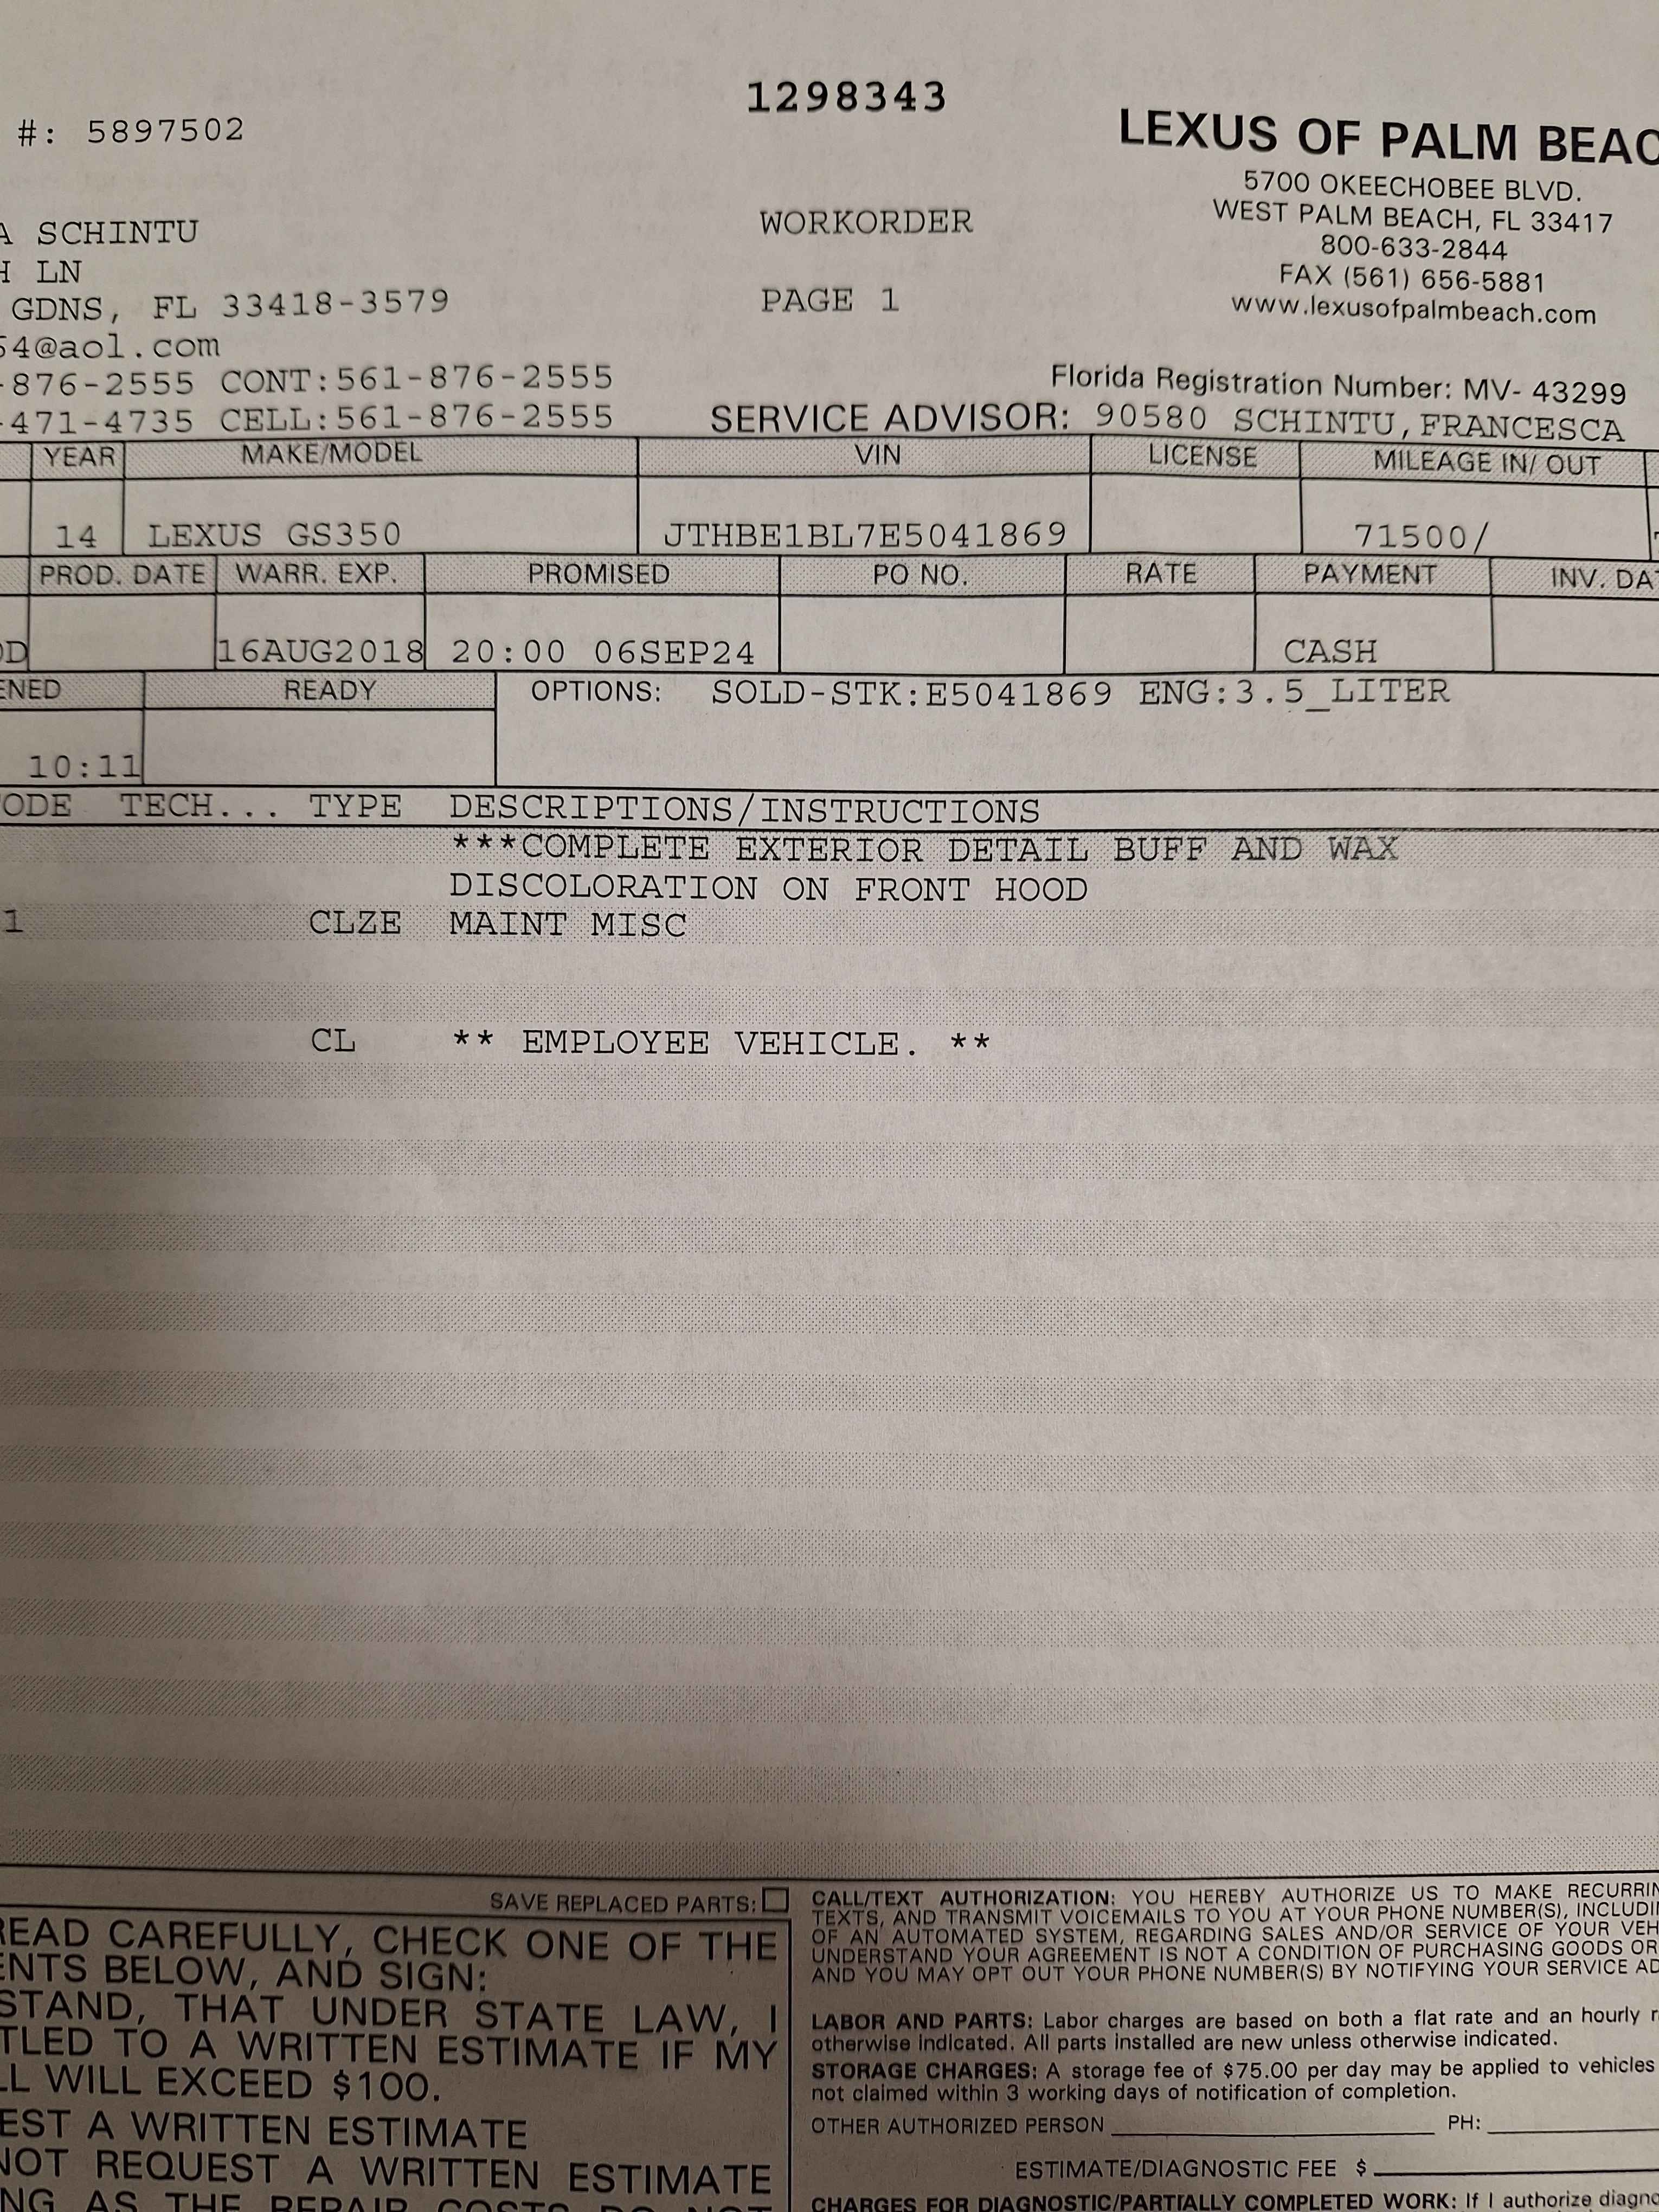 1298343
#: 5897502
LEXUS OF PALM BEAC
5700 OKEECHOBEE BLVD.
WEST PALM BEACH, FL 33417
800-633-2844
FAX (561) 656-5881
www.lexusofpalmbeach.com
A SCHINTU
H LN
GDNS, FL 33418-3579
54@aol.com
-876-2555 CONT:561-876-2555
-471-4735 CELL:561-876-2555
WORKORDER
PAGE 1
Florida Registration Number: MV- 43299
SERVICE ADVISOR: 90580 SCHINTU,FRANCESCA
YEAR MAKE/MODEL VIN LICENSE MILEAGE IN/ OUT
14 LEXUS GS350 JTHBE1BL7E5041869 71500/
PROD. DATE WARR. EXP. PROMISED PO NO. RATE PAYMENT INV. DAT
DD 16AUG2018 20:00 06SEP24 CASH
ENED READY OPTIONS: SOLD-STK:E5041869 ENG:3.5_LITER
10:11
ODE TECH... TYPE DESCRIPTIONS/INSTRUCTIONS
***COMPLETE EXTERIOR DETAIL BUFF AND WAX
DISCOLORATION ON FRONT HOOD
1 CLZE MAINT MISC
CL ** EMPLOYEE VEHICLE. **
SAVE REPLACED PARTS:
READ CAREFULLY, CHECK ONE OF THE
ENTS BELOW, AND SIGN:
STAND, THAT UNDER STATE LAW, I
TLED TO A WRITTEN ESTIMATE IF MY
LL WILL EXCEED $100.
EST A WRITTEN ESTIMATE
NOT REQUEST A WRITTEN ESTIMATE
NG AS THE REPAIR COSTS DO NOT
CALL/TEXT AUTHORIZATION: YOU HEREBY AUTHORIZE US TO MAKE RECURRIN
TEXTS, AND TRANSMIT VOICEMAILS TO YOU AT YOUR PHONE NUMBER(S), INCLUDI
OF AN AUTOMATED SYSTEM, REGARDING SALES AND/OR SERVICE OF YOUR VEH
UNDERSTAND YOUR AGREEMENT IS NOT A CONDITION OF PURCHASING GOODS OR
AND YOU MAY OPT OUT YOUR PHONE NUMBER(S) BY NOTIFYING YOUR SERVICE AD
LABOR AND PARTS: Labor charges are based on both a flat rate and an hourly r
otherwise indicated. All parts installed are new unless otherwise indicated.
STORAGE CHARGES: A storage fee of $75.00 per day may be applied to vehicles
not claimed within 3 working days of notification of completion.
OTHER AUTHORIZED PERSON PH:
ESTIMATE/DIAGNOSTIC FEE $
CHARGES FOR DIAGNOSTIC/PARTIALLY COMPLETED WORK: If I authorize diagno